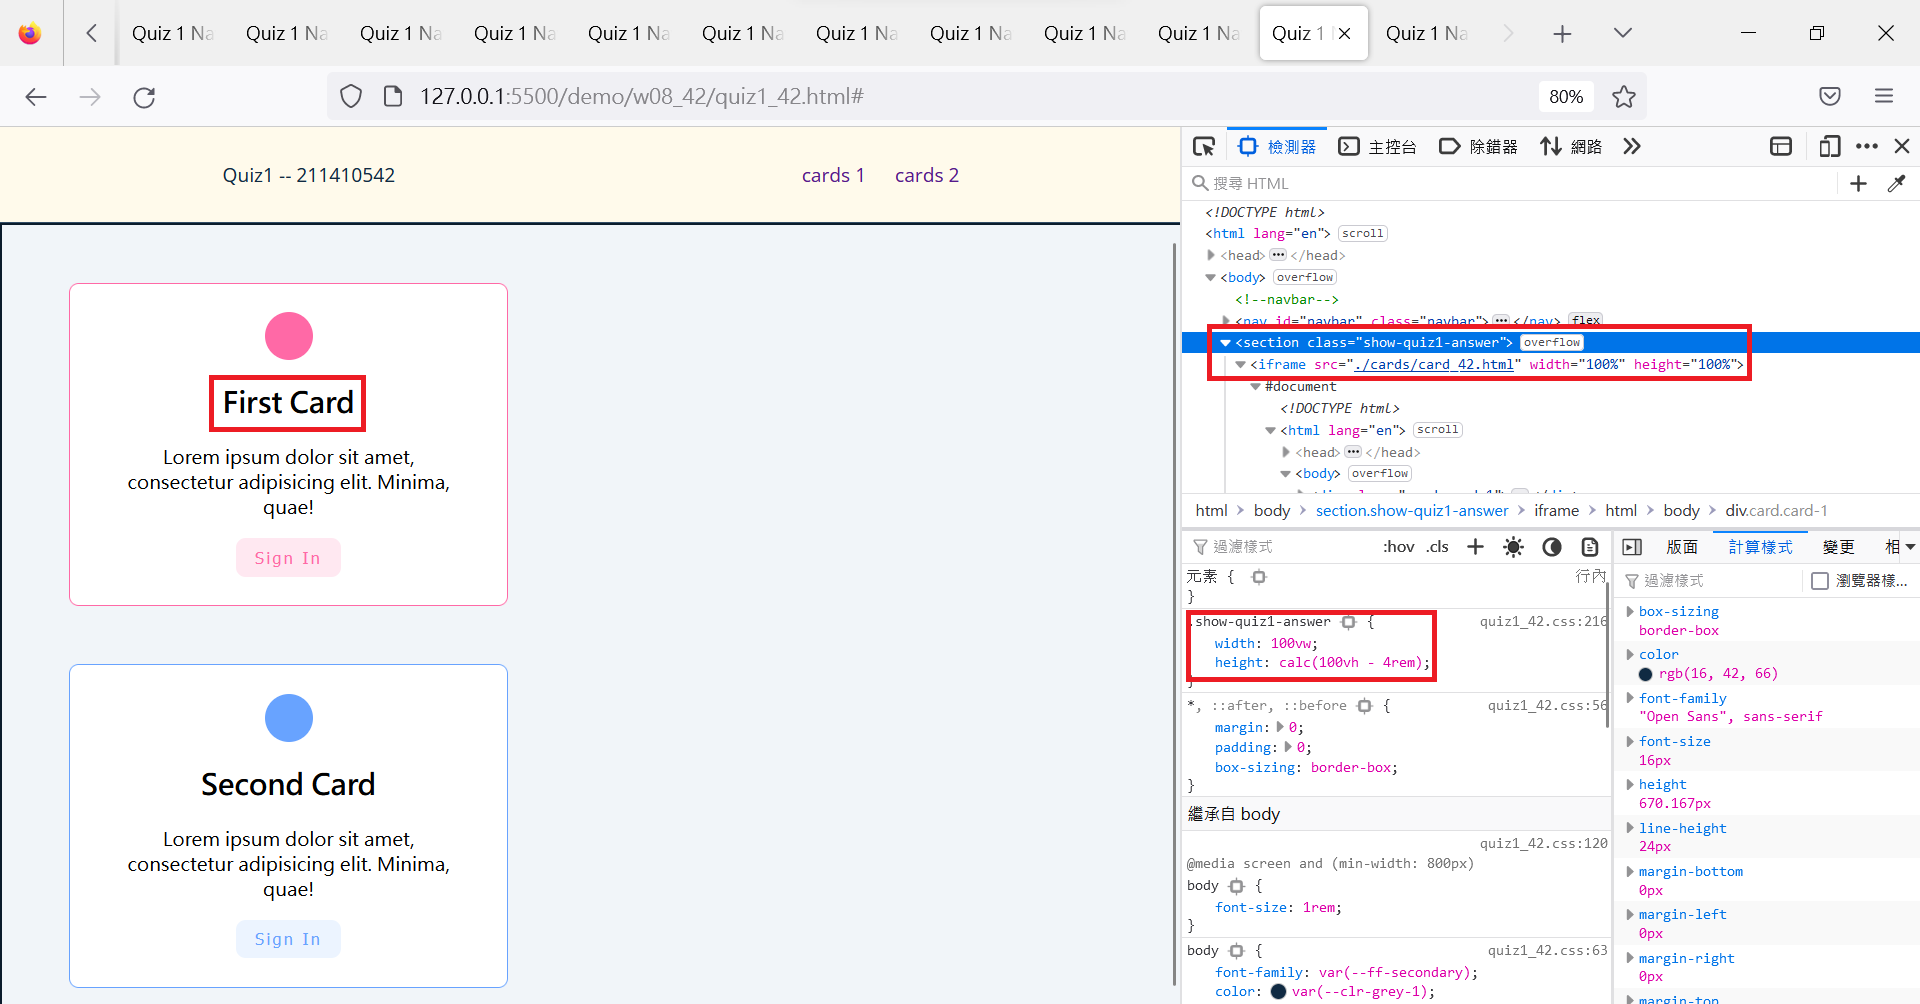 Quiz 1 Na
Quiz 1 Na
Quiz 1 Na
Quiz 1 Na
Quiz 1 Na
Quiz 1 Na
Quiz 1 Na
Quiz 1 Na
Quiz 1 Na
Quiz 1 Na
Quiz 1
Quiz 1 Na
127.0.0.1:5500/demo/w08_42/quiz1_42.html#
80%
Quiz1 -- 211410542
cards 1
cards 2
First Card
Lorem ipsum dolor sit amet,
consectetur adipisicing elit. Minima,
quae!
Sign In
Second Card
Lorem ipsum dolor sit amet,
consectetur adipisicing elit. Minima,
quae!
Sign In
檢測器
主控台
除錯器
網路
搜尋 HTML
<!DOCTYPE html>
<html lang="en"> scroll
<head> ••• </head>
<body> overflow
<!--navbar-->
<nav id="navbar" class="navbar"> ••• </nav> flex
<section class="show-quiz1-answer"> overflow
<iframe src="./cards/card_42.html" width="100%" height="100%">
#document
<!DOCTYPE html>
<html lang="en"> scroll
<head> ••• </head>
<body> overflow
html > body > section.show-quiz1-answer > iframe > html > body > div.card.card-1
過濾樣式
:hov .cls
元素 {
行內
}
.show-quiz1-answer {
quiz1_42.css:216
width: 100vw;
height: calc(100vh - 4rem);
}
*, ::after, ::before {
quiz1_42.css:56
margin: 0;
padding: 0;
box-sizing: border-box;
}
繼承自 body
quiz1_42.css:120
@media screen and (min-width: 800px)
body {
font-size: 1rem;
}
body {
quiz1_42.css:63
font-family: var(--ff-secondary);
color: var(--clr-grey-1);
版面
計算樣式
變更
相
過濾樣式
瀏覽器樣...
box-sizing
border-box
color
rgb(16, 42, 66)
font-family
"Open Sans", sans-serif
font-size
16px
height
670.167px
line-height
24px
margin-bottom
0px
margin-left
0px
margin-right
0px
margin-top